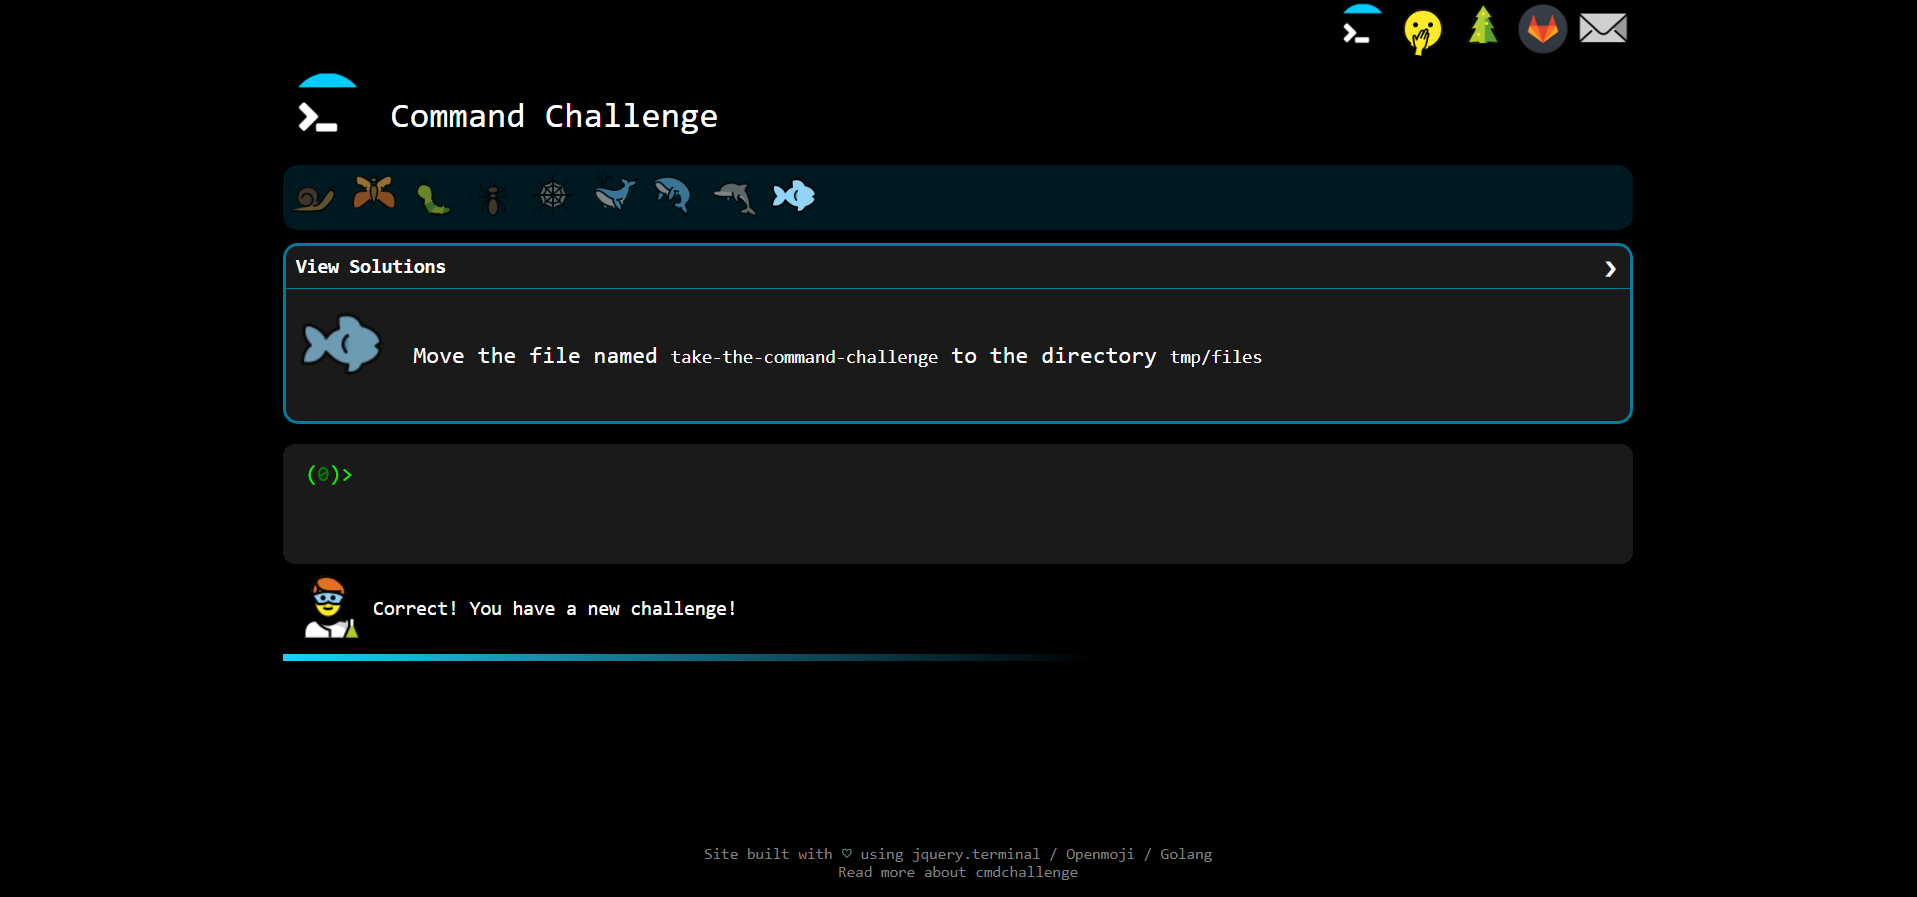 Command Challenge
View Solutions
Move the file named take-the-command-challenge to the directory tmp/files
(0)>
Correct! You have a new challenge!
Site built with ♡ using jquery.terminal / Openmoji / Golang
Read more about cmdchallenge